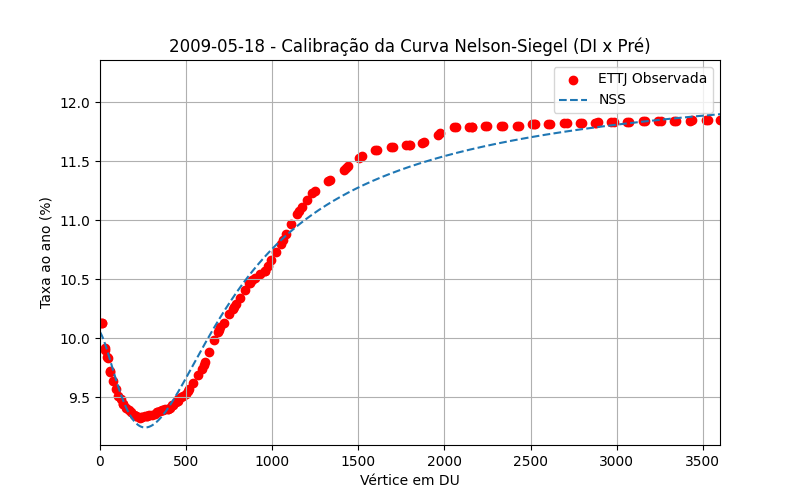 2009-05-18 - Calibração da Curva Nelson-Siegel (DI x Pré)
ETTJ Observada
NSS
Taxa ao ano (%)
12.0
11.5
11.0
10.5
10.0
9.5
0 500 1000 1500 2000 2500 3000 3500
Vértice em DU